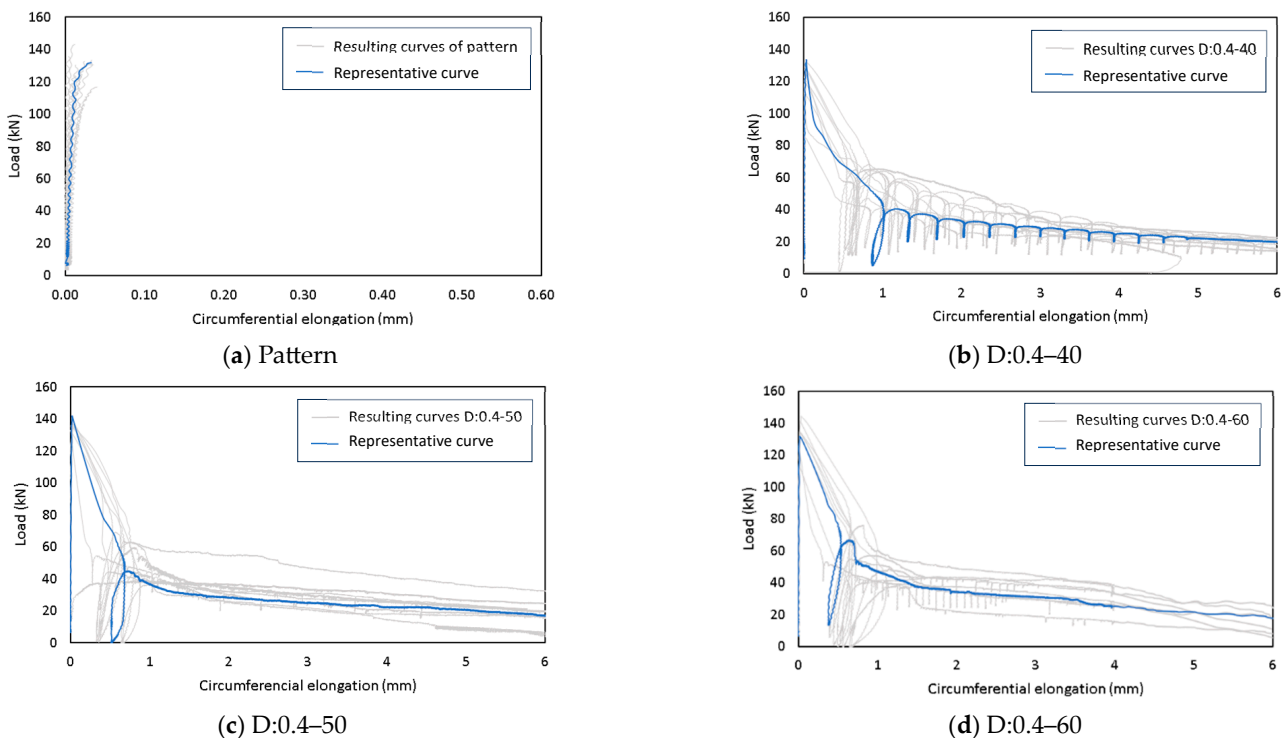 160
140
120
100
80
60
40
20
0
Load (kN)
Resulting curves of pattern
Representative curve
0.00 0.10 0.20 0.30 0.40 0.50 0.60
Circumferential elongation (mm)
(a) Pattern
160
140
120
100
80
60
40
20
0
Load (kN)
Resulting curves D:0.4-40
Representative curve
0 1 2 3 4 5 6
Circumferential elongation (mm)
(b) D:0.4–40
160
140
120
100
80
60
40
20
0
Load (kN)
Resulting curves D:0.4-50
Representative curve
0 1 2 3 4 5 6
Circumferencial elongation (mm)
(c) D:0.4–50
160
140
120
100
80
60
40
20
0
Load (kN)
Resulting curves D:0.4-60
Representative curve
0 1 2 3 4 5 6
Circumferential elongation (mm)
(d) D:0.4–60